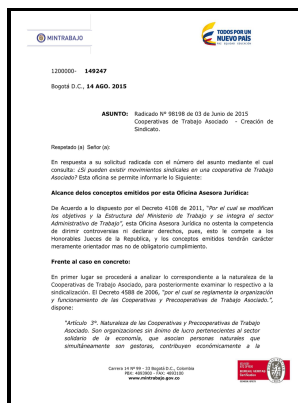 MINTRABAJO
TODOS POR UN
NUEVO PAÍS
PAZ EQUIDAD EDUCACIÓN
1200000- 149247
Bogotá D.C., 14 AGO. 2015
ASUNTO: Radicado N° 98198 de 03 de Junio de 2015
Cooperativas de Trabajo Asociado - Creación de
Sindicato.
Respetado (a) Señor (a):
En respuesta a su solicitud radicada con el número del asunto mediante el cual
consulta: ¿Si pueden existir movimientos sindicales en una cooperativa de Trabajo
Asociado? Esta oficina se permite informarle lo Siguiente:
Alcance delos conceptos emitidos por esta Oficina Asesora Jurídica:
De Acuerdo a lo dispuesto por el Decreto 4108 de 2011, "Por el cual se modifican
los objetivos y la Estructura del Ministerio de Trabajo y se integra el sector
Administrativo de Trabajo", esta Oficina Asesora Jurídica no ostenta la competencia
de dirimir controversias ni declarar derechos, pues, esto le compete a los
Honorables Jueces de la Republica, y los conceptos emitidos tendrán carácter
meramente orientador mas no de obligatorio cumplimiento.
Frente al caso en concreto:
En primer lugar se procederá a analizar lo correspondiente a la naturaleza de la
Cooperativas de Trabajo Asociado, para posteriormente examinar lo respectivo a la
sindicalización. El Decreto 4588 de 2006, "por el cual se reglamente la organización
y funcionamiento de las Cooperativas y Precooperativas de Trabajo Asociado.",
dispone:
"Artículo 3°. Naturaleza de las Cooperativas y Precooperativas de Trabajo
Asociado. Son organizaciones sin ánimo de lucro pertenecientes al sector
solidario de la economía, que asocian personas naturales que
simultáneamente son gestoras, contribuyen económicamente a la
Carrera 14 N° 99 - 33 Bogotá D.C., Colombia
PBX: 4893900 - FAX: 4893100
www.mintrabajo.gov.co